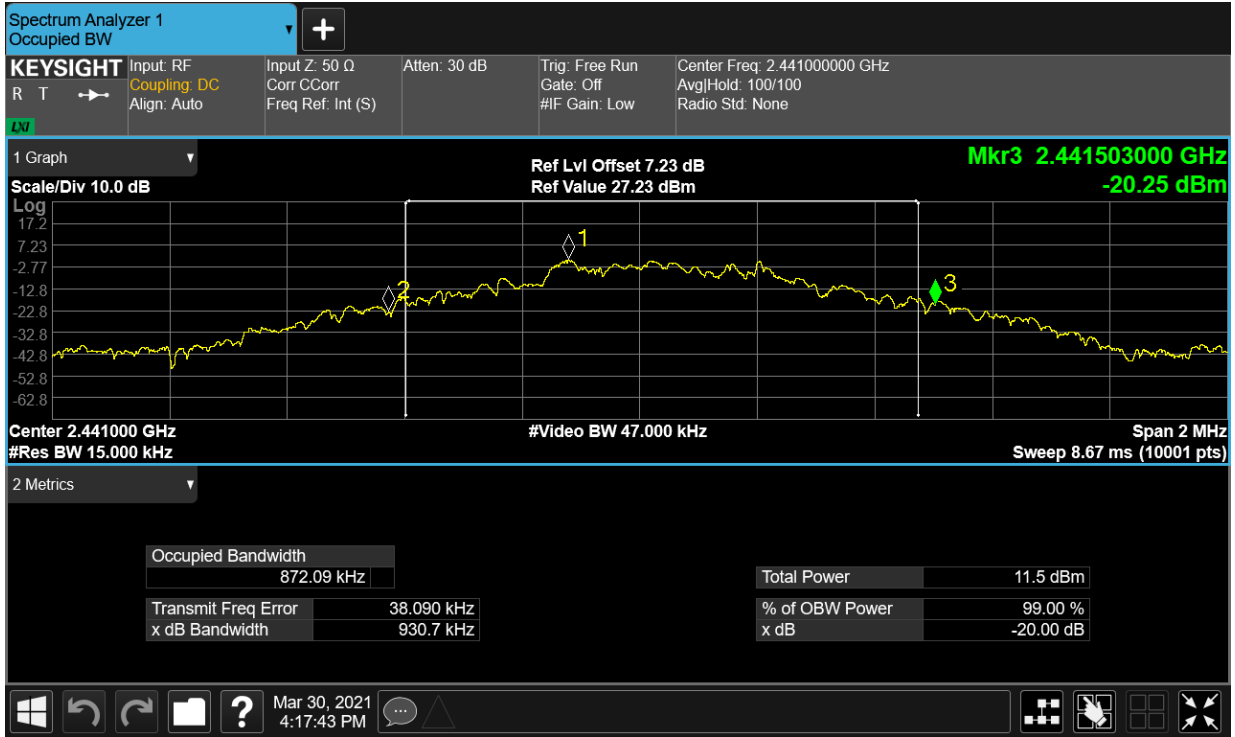 Spectrum Analyzer 1
Occupied BW
KEYSIGHT
R T
LXI
Input: RF
Coupling: DC
Align: Auto
Input Z: 50 Ω
Corr CCorr
Freq Ref: Int (S)
Atten: 30 dB
Trig: Free Run
Gate: Off
#IF Gain: Low
Center Freq: 2.441000000 GHz
Avg|Hold: 100/100
Radio Std: None
1 Graph
Scale/Div 10.0 dB
Ref Lvl Offset 7.23 dB
Ref Value 27.23 dBm
Mkr3 2.441503000 GHz
-20.25 dBm
Log
17.2
7.23
-2.77
-12.8
-22.8
-32.8
-42.8
-52.8
-62.8
1
2
3
Center 2.441000 GHz
#Res BW 15.000 kHz
#Video BW 47.000 kHz
Span 2 MHz
Sweep 8.67 ms (10001 pts)
2 Metrics
Occupied Bandwidth
872.09 kHz
Transmit Freq Error 38.090 kHz
x dB Bandwidth 930.7 kHz
Total Power 11.5 dBm
% of OBW Power 99.00 %
x dB -20.00 dB
?
Mar 30, 2021
4:17:43 PM